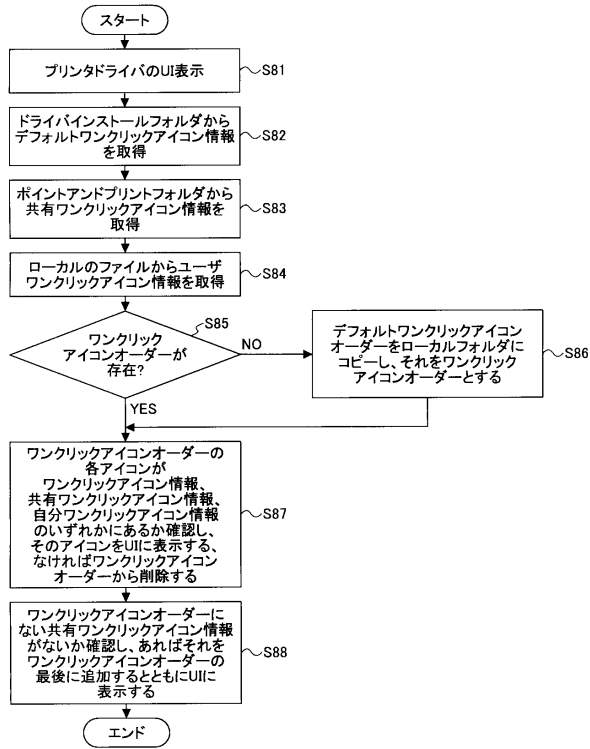 スタート
プリンタドライバのUI表示
S81
ドライバインストールフォルダから
デフォルトワンクリックアイコン情報
を取得
S82
ポイントアンドプリントフォルダから
共有ワンクリックアイコン情報を
取得
S83
ローカルのファイルからユーザ
ワンクリックアイコン情報を取得
S84
ワンクリック
アイコンオーダーが
存在?
S85
NO
YES
デフォルトワンクリックアイコン
オーダーをローカルフォルダに
コピーし、それをワンクリック
アイコンオーダーとする
S86
ワンクリックアイコンオーダーの
各アイコンが
ワンクリックアイコン情報、
共有ワンクリックアイコン情報、
自分ワンクリックアイコン情報
のいずれかにあるか確認し、
そのアイコンをUIに表示する、
なければワンクリックアイコン
オーダーから削除する
S87
ワンクリックアイコンオーダーに
ない共有ワンクリックアイコン情報
がないか確認し、あればそれを
ワンクリックアイコンオーダーの
最後に追加するとともにUIに
表示する
S88
エンド